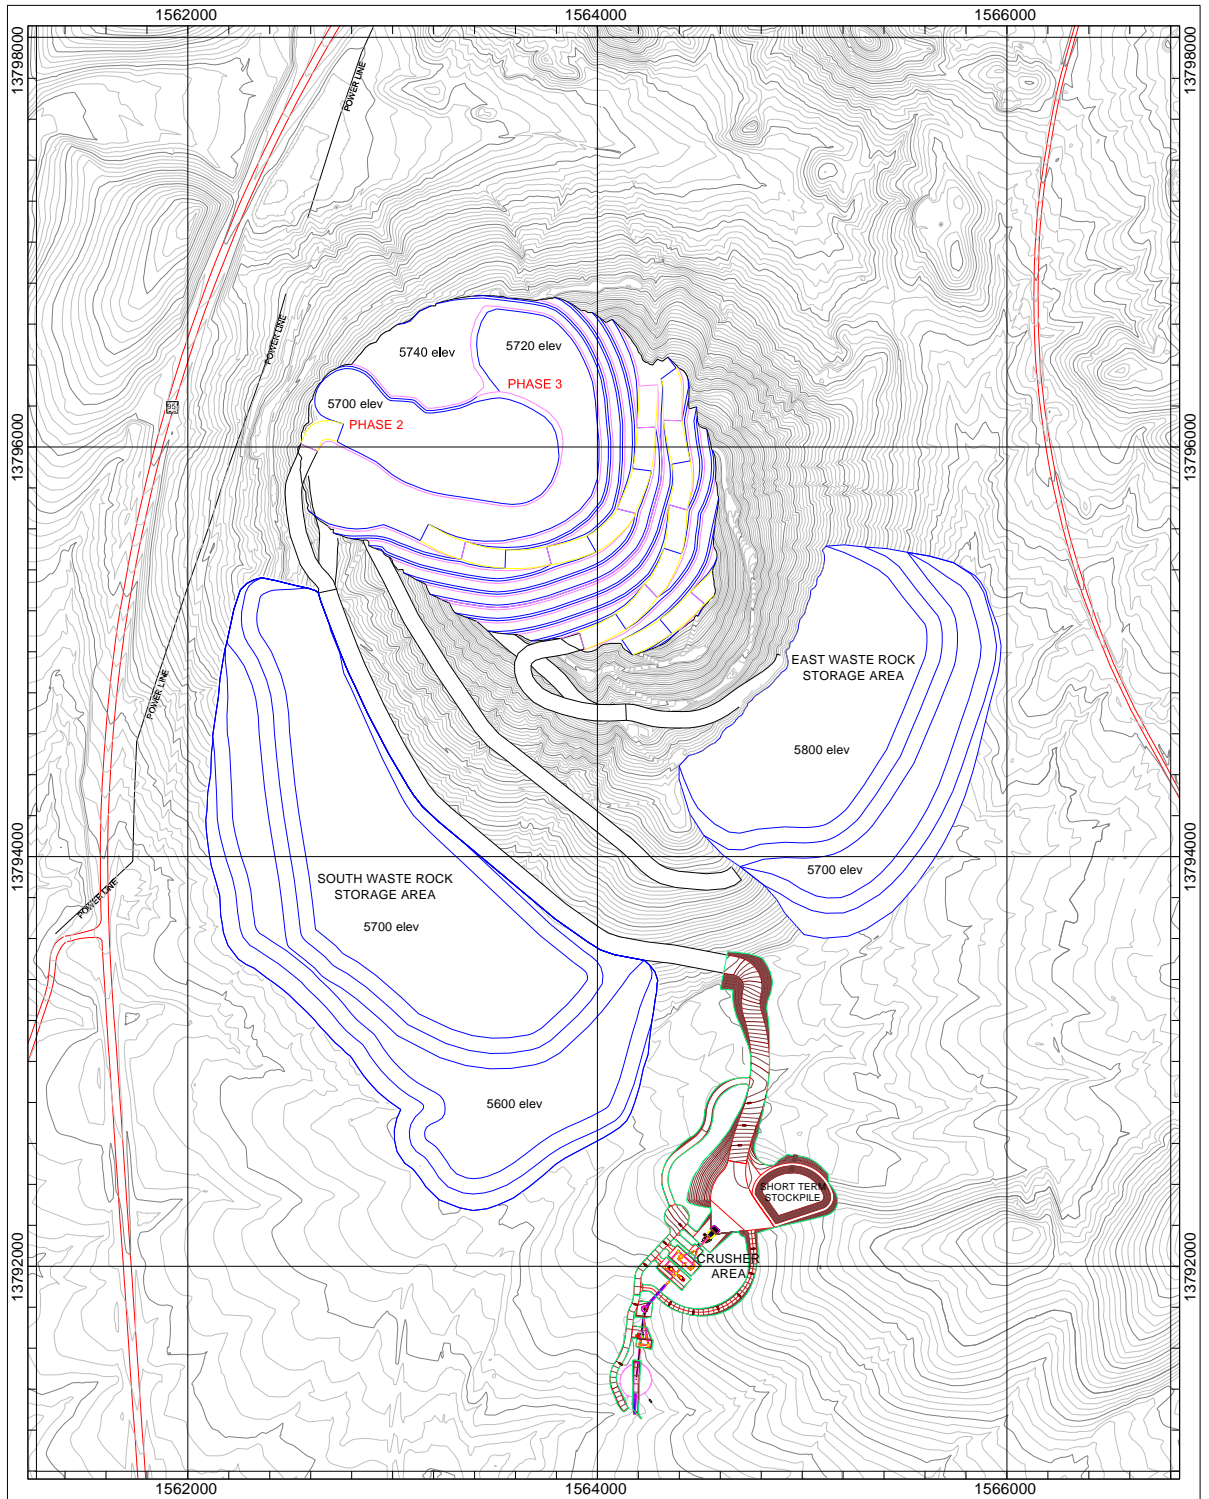 1562000
1564000
1566000
13798000
13798000
POWER LINE
5740 elev
5720 elev
POWER LINE
PHASE 3
5700 elev
95
PHASE 2
13796000
13796000
EAST WASTE ROCK
STORAGE AREA
POWER LINE
5800 elev
13794000
13794000
5700 elev
SOUTH WASTE ROCK
STORAGE AREA
POWER LINE
5700 elev
5600 elev
SHORT TERM
STOCKPILE
CRUSHER
AREA
13792000
13792000
1562000
1564000
1566000